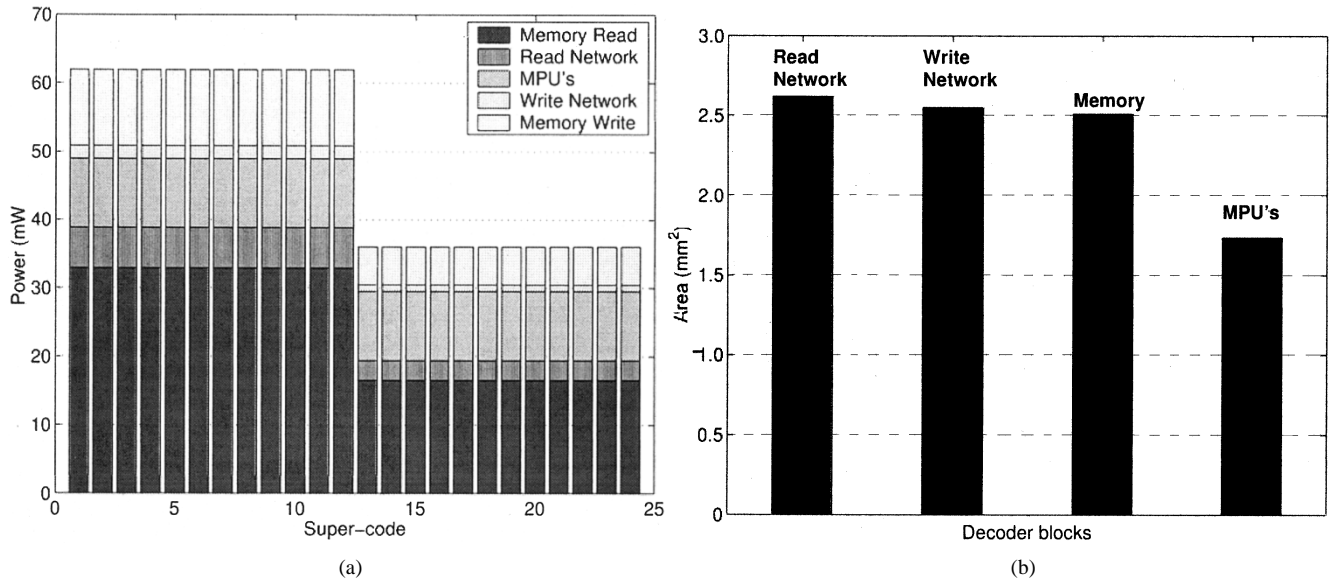 70
60
50
40
30
20
10
0
Power (mW)
Memory Read
Read Network
MPU's
Write Network
Memory Write
0 5 10 15 20 25
Super-code
(a)
3.0
2.5
2.0
1.5
1.0
0.5
0
Area (mm²)
Read
Network
Write
Network
Memory
MPU's
Decoder blocks
(b)